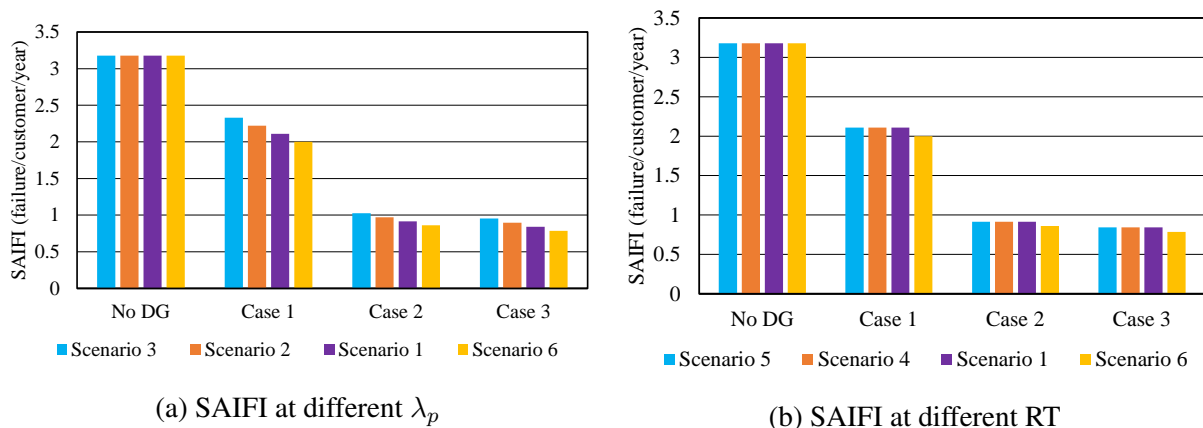 SAIFI (failure/customer/year)
3.5
3
2.5
2
1.5
1
0.5
0
No DG Case 1 Case 2 Case 3
Scenario 3 Scenario 2 Scenario 1 Scenario 6
(a) SAIFI at different λp
SAIFI (failure/customer/year)
3.5
3
2.5
2
1.5
1
0.5
0
No DG Case 1 Case 2 Case 3
Scenario 5 Scenario 4 Scenario 1 Scenario 6
(b) SAIFI at different RT